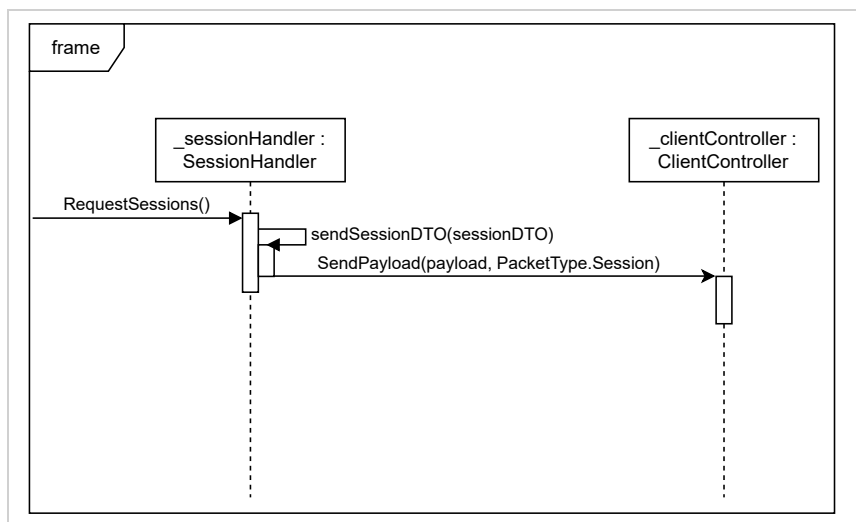 frame
_sessionHandler :
SessionHandler
_clientController :
ClientController
RequestSessions()
sendSessionDTO(sessionDTO)
SendPayload(payload, PacketType.Session)